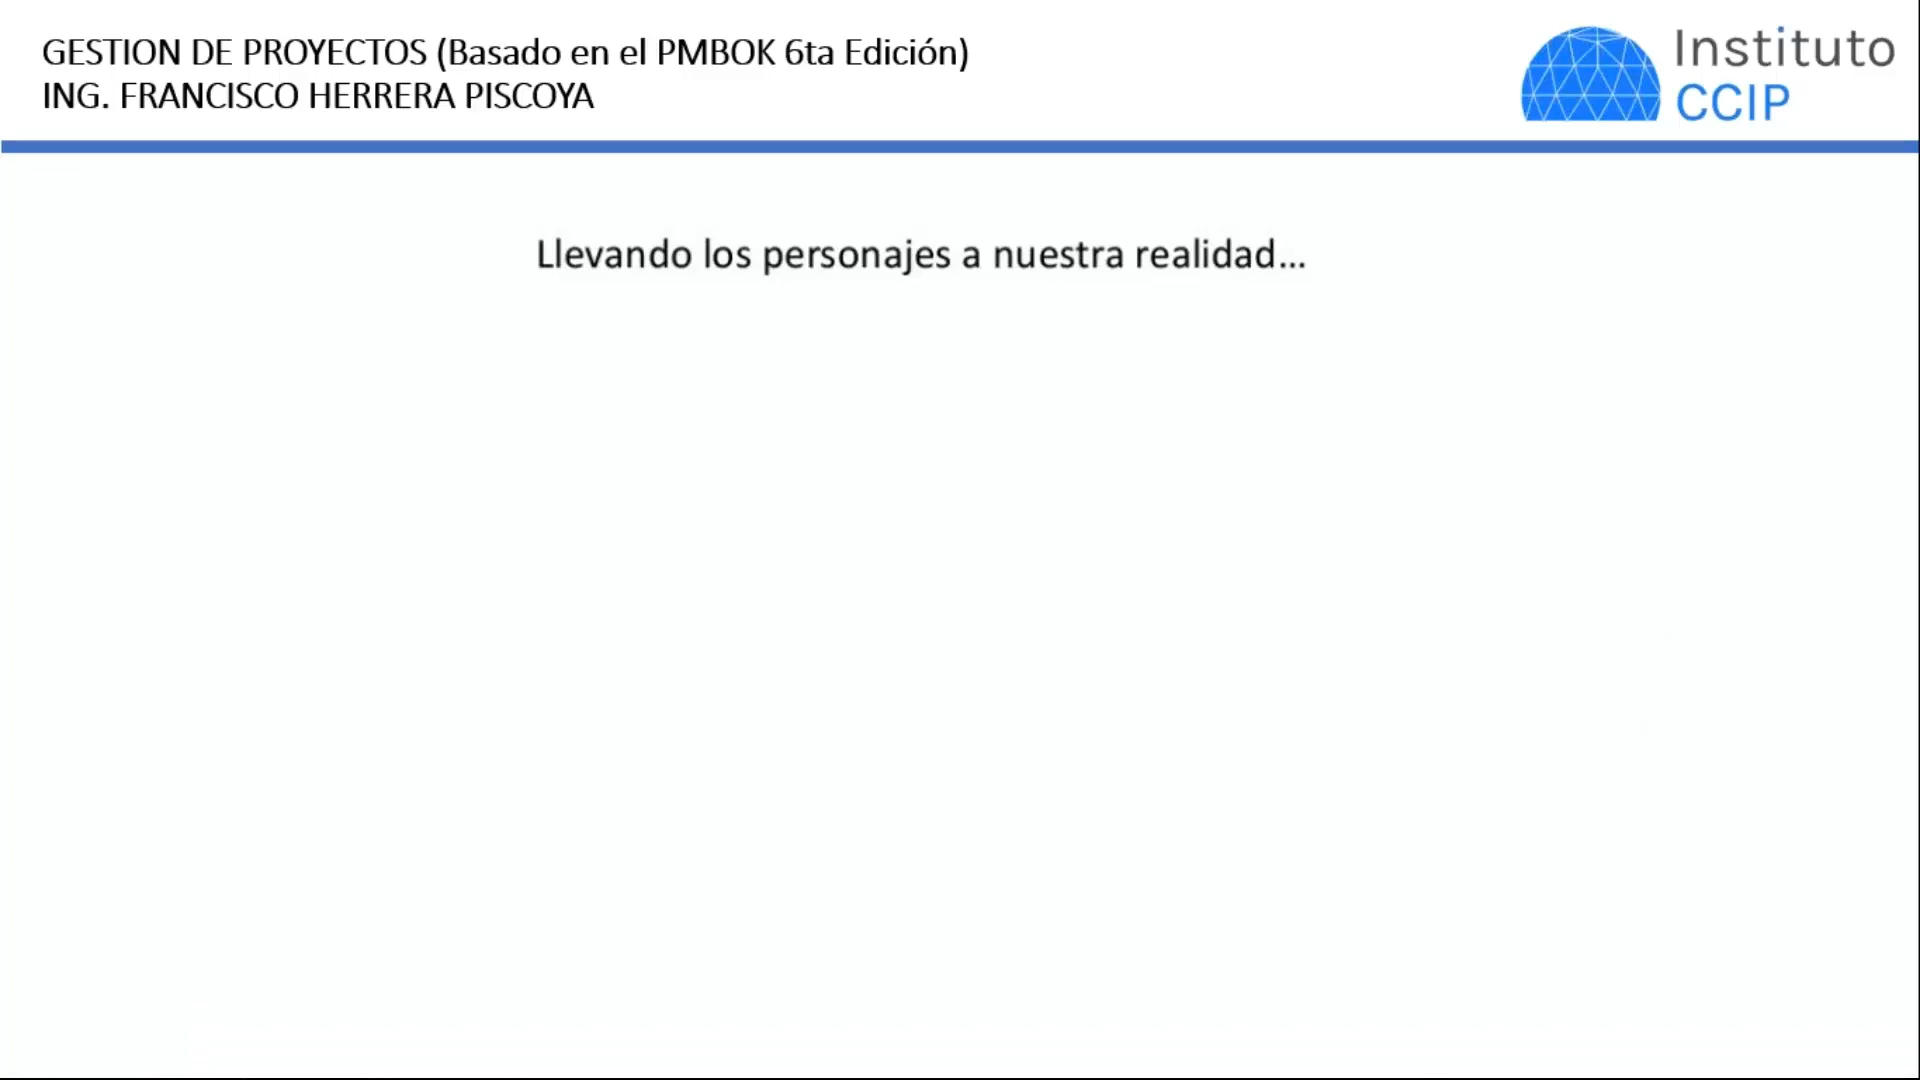 GESTION DE PROYECTOS (Basado en el PMBOK 6ta Edición)
ING. FRANCISCO HERRERA PISCOYA
Instituto
CCIP
Llevando los personajes a nuestra realidad...